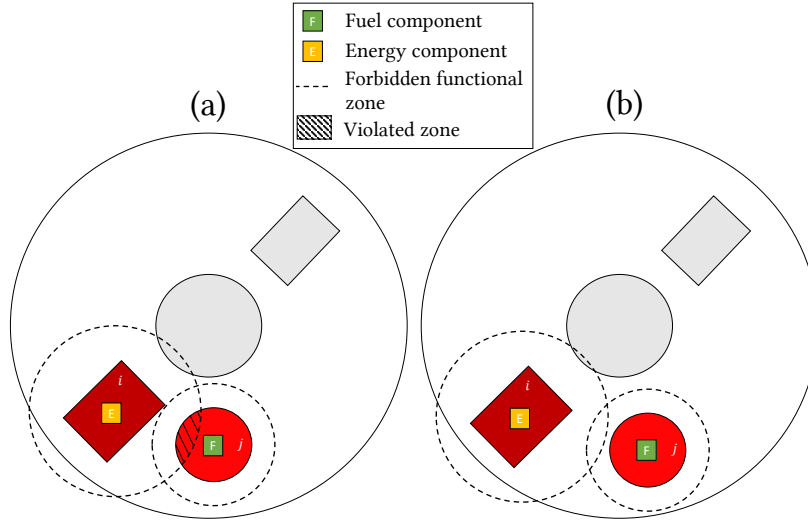 F Fuel component
E Energy component
Forbidden functional
zone
Violated zone
(a) (b)
i i
E E
F j F j